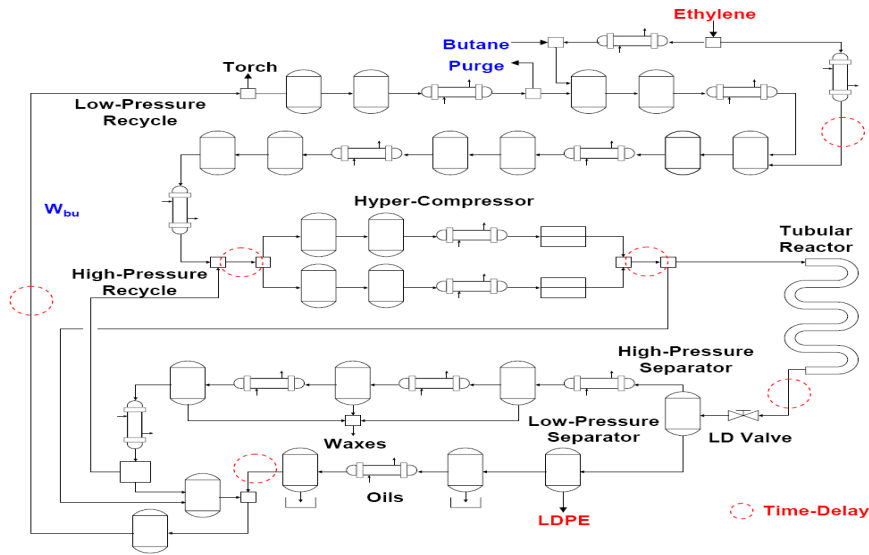 Ethylene
Butane
Purge
Torch
Low-Pressure
Recycle
Hyper-Compressor
W_bu
Tubular
Reactor
High-Pressure
Recycle
High-Pressure
Separator
Low-Pressure
Separator
LD Valve
Waxes
Oils
LDPE
Time-Delay